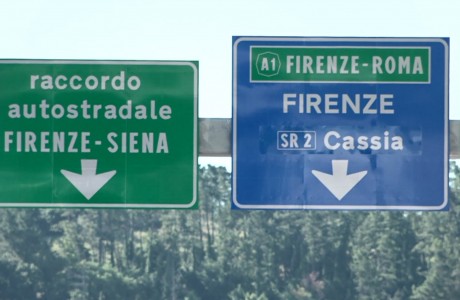 raccordo
autostradale
FIRENZE-SIENA
A1 FIRENZE-ROMA
FIRENZE
SR 2 Cassia